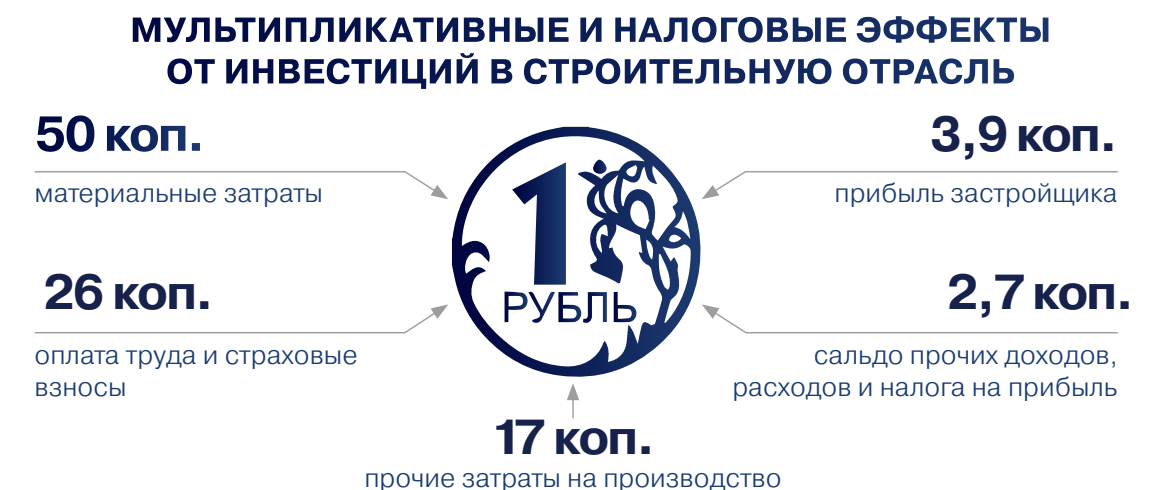 МУЛЬТИПЛИКАТИВНЫЕ И НАЛОГОВЫЕ ЭФФЕКТЫ
ОТ ИНВЕСТИЦИЙ В СТРОИТЕЛЬНУЮ ОТРАСЛЬ
50 коп.
материальные затраты
3,9 коп.
прибыль застройщика
1
РУБЛЬ
26 коп.
оплата труда и страховые
взносы
2,7 коп.
сальдо прочих доходов,
расходов и налога на прибыль
17 коп.
прочие затраты на производство